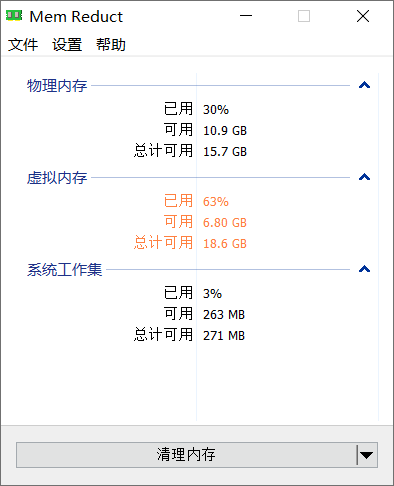 Mem Reduct
文件 设置 帮助
物理内存
已用 30%
可用 10.9 GB
总计可用 15.7 GB
虚拟内存
已用 63%
可用 6.80 GB
总计可用 18.6 GB
系统工作集
已用 3%
可用 263 MB
总计可用 271 MB
清理内存